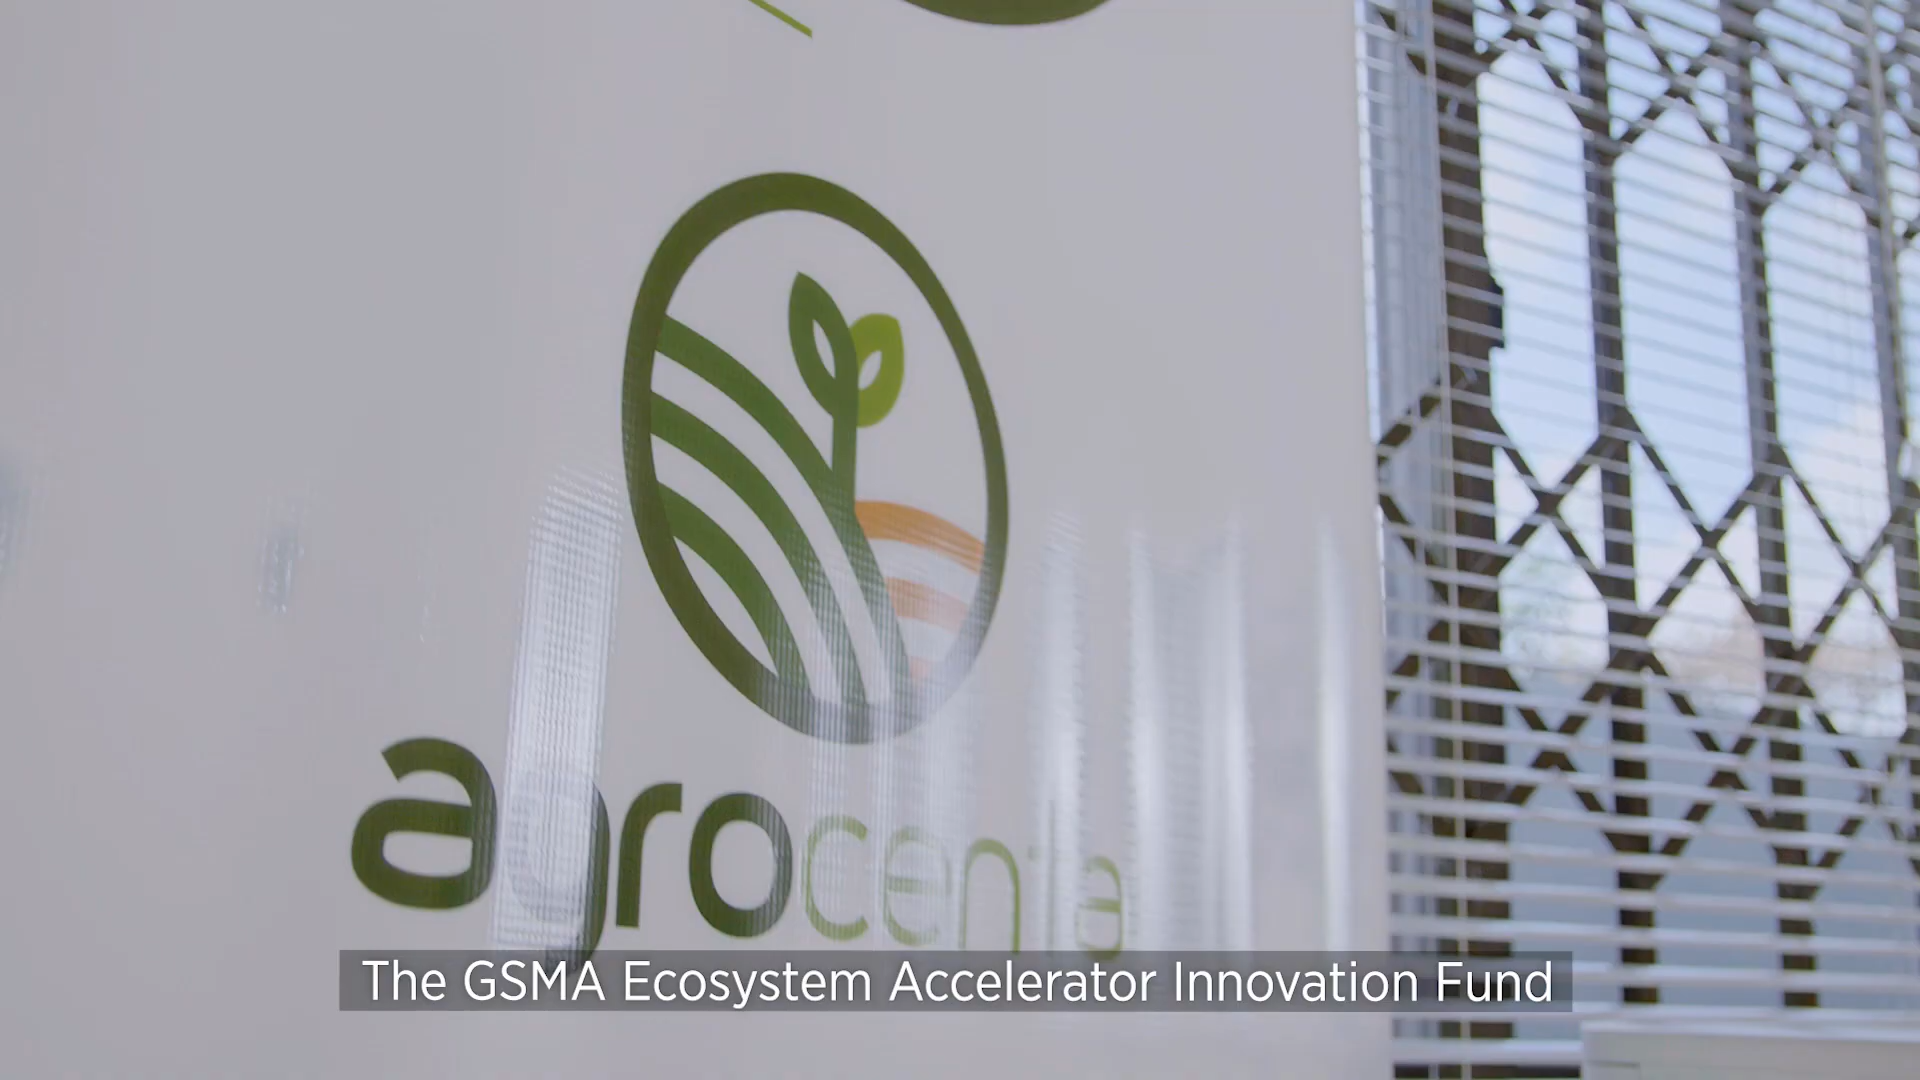 agrocenta
The GSMA Ecosystem Accelerator Innovation Fund